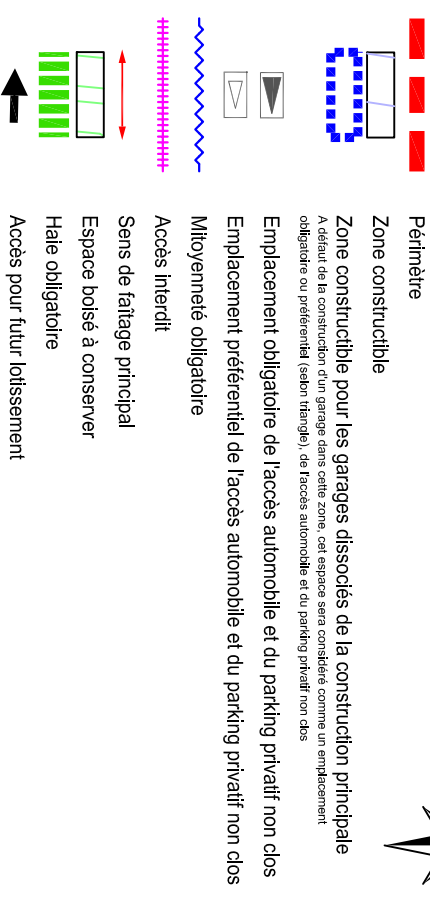 Périmètre
Zone constructible
Zone constructible pour les garages dissociés de la construction principale
A défaut de la construction d'un garage dans cette zone, cet espace sera considéré comme un emplacement
obligatoire ou préférentiel (selon triangle), de l'accès automobile et du parking privatif non clos
Emplacement obligatoire de l'accès automobile et du parking privatif non clos
Emplacement préférentiel de l'accès automobile et du parking privatif non clos
Mitoyenneté obligatoire
Accès interdit
Sens de faîtage principal
Espace boisé à conserver
Haie obligatoire
Accès pour futur lotissement